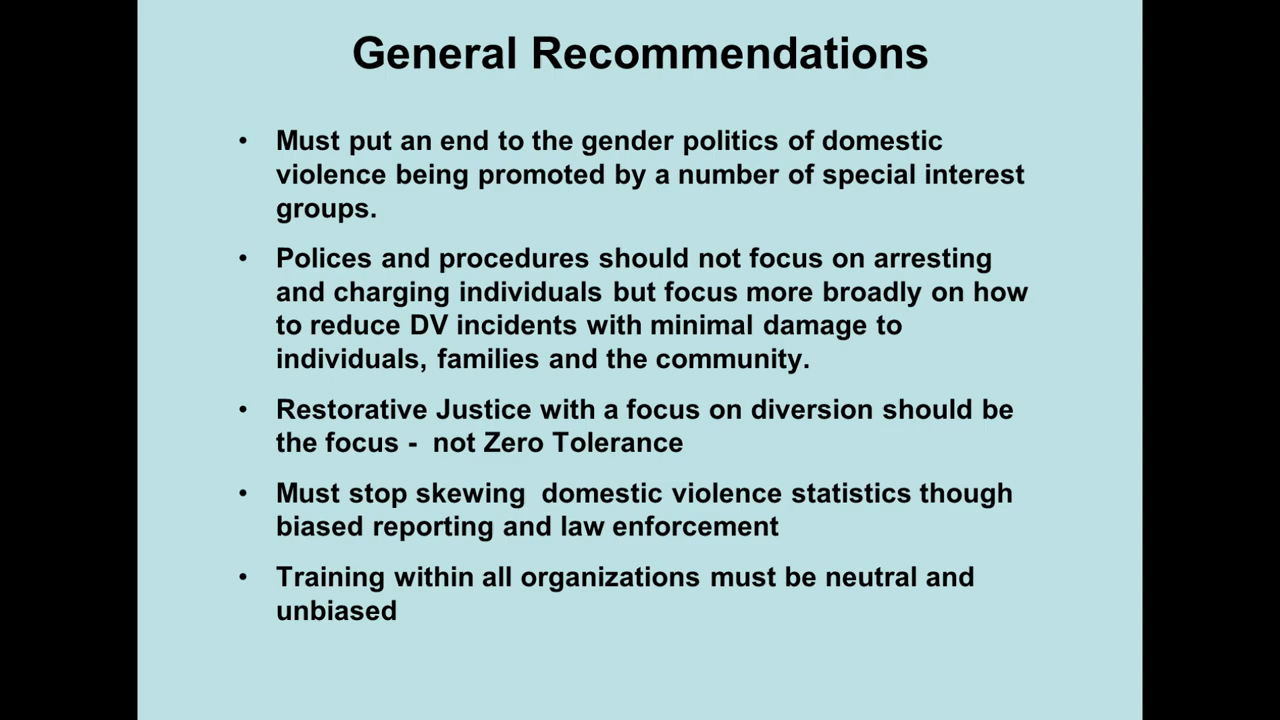 General Recommendations
• Must put an end to the gender politics of domestic
violence being promoted by a number of special interest
groups.
• Polices and procedures should not focus on arresting
and charging individuals but focus more broadly on how
to reduce DV incidents with minimal damage to
individuals, families and the community.
• Restorative Justice with a focus on diversion should be
the focus -  not Zero Tolerance
• Must stop skewing  domestic violence statistics though
biased reporting and law enforcement
• Training within all organizations must be neutral and
unbiased